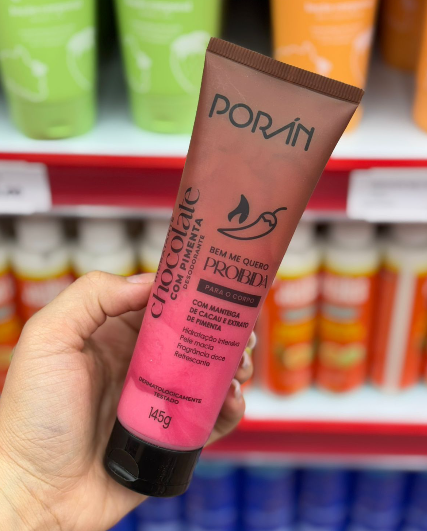 PORÁN
chocolate
COM PIMENTA
DESODORANTE
BEM ME QUERO
PROIBIDA
PARA O CORPO
COM MANTEIGA
DE CACAU E EXTRATO
DE PIMENTA
Hidratação intensiva
Pele macia
Fragrância doce
Refrescante
DERMATOLOGICAMENTE
TESTADO
145g